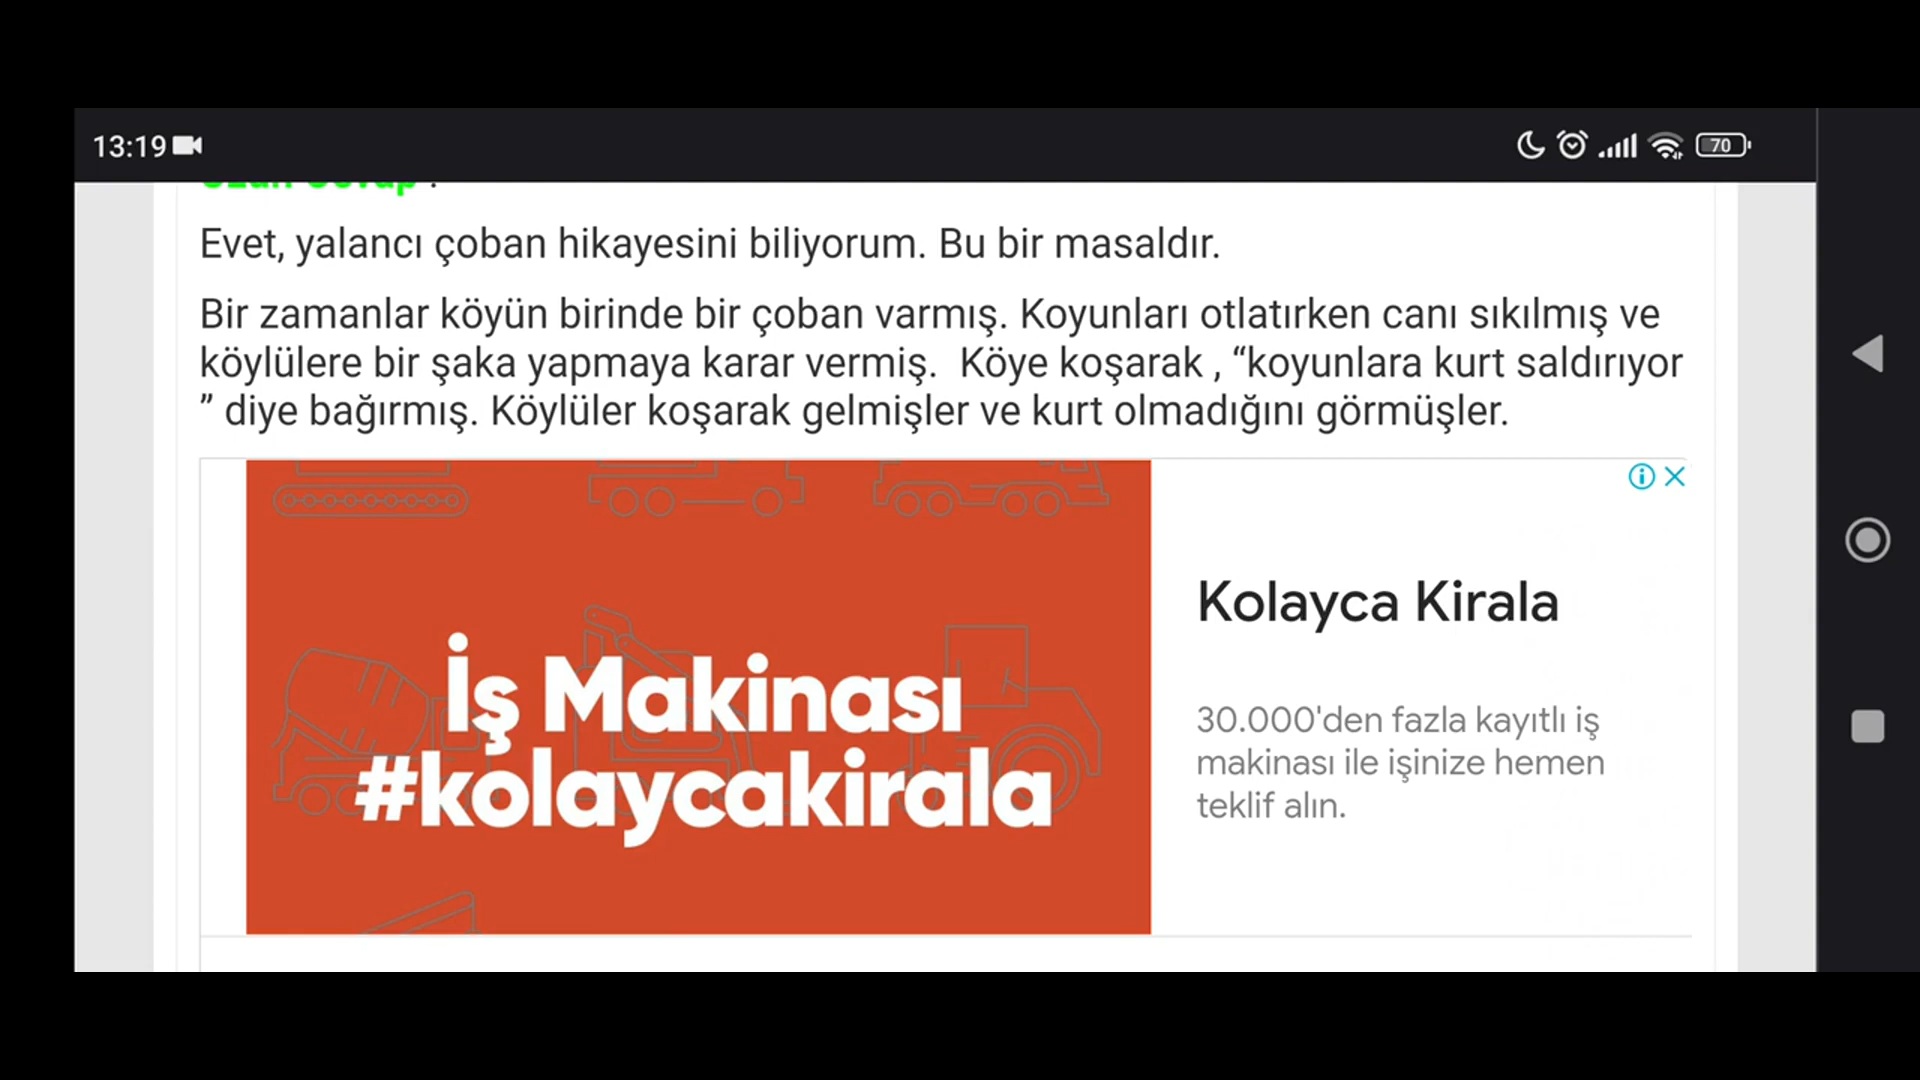 13:19
70
Evet, yalancı çoban hikayesini biliyorum. Bu bir masaldır.
Bir zamanlar köyün birinde bir çoban varmış. Koyunları otlatırken canı sıkılmış ve
köylülere bir şaka yapmaya karar vermiş.  Köye koşarak , “koyunlara kurt saldırıyor
” diye bağırmış. Köylüler koşarak gelmişler ve kurt olmadığını görmüşler.
İş Makinası
#kolaycakirala
Kolayca Kirala
30.000'den fazla kayıtlı iş
makinası ile işinize hemen
teklif alın.